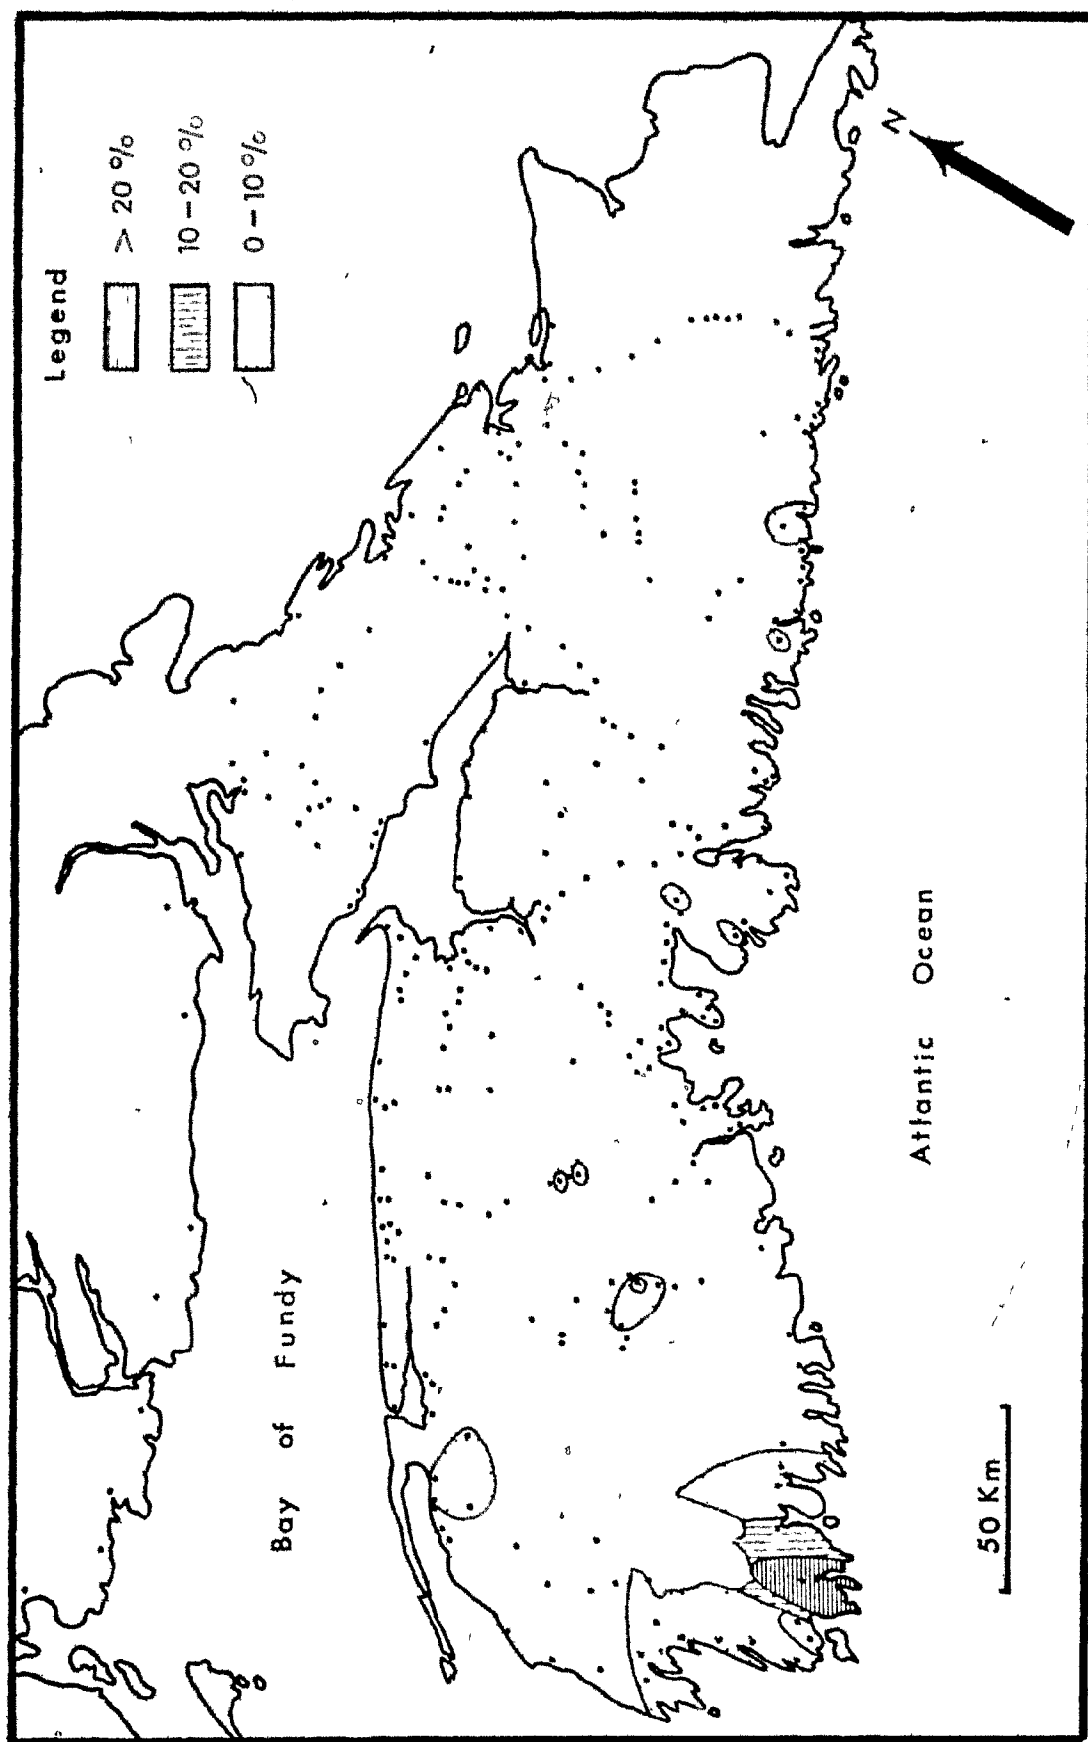 Legend
> 20 %
10 – 20 %
0 – 10 %
N
Bay of Fundy
Atlantic Ocean
50 Km